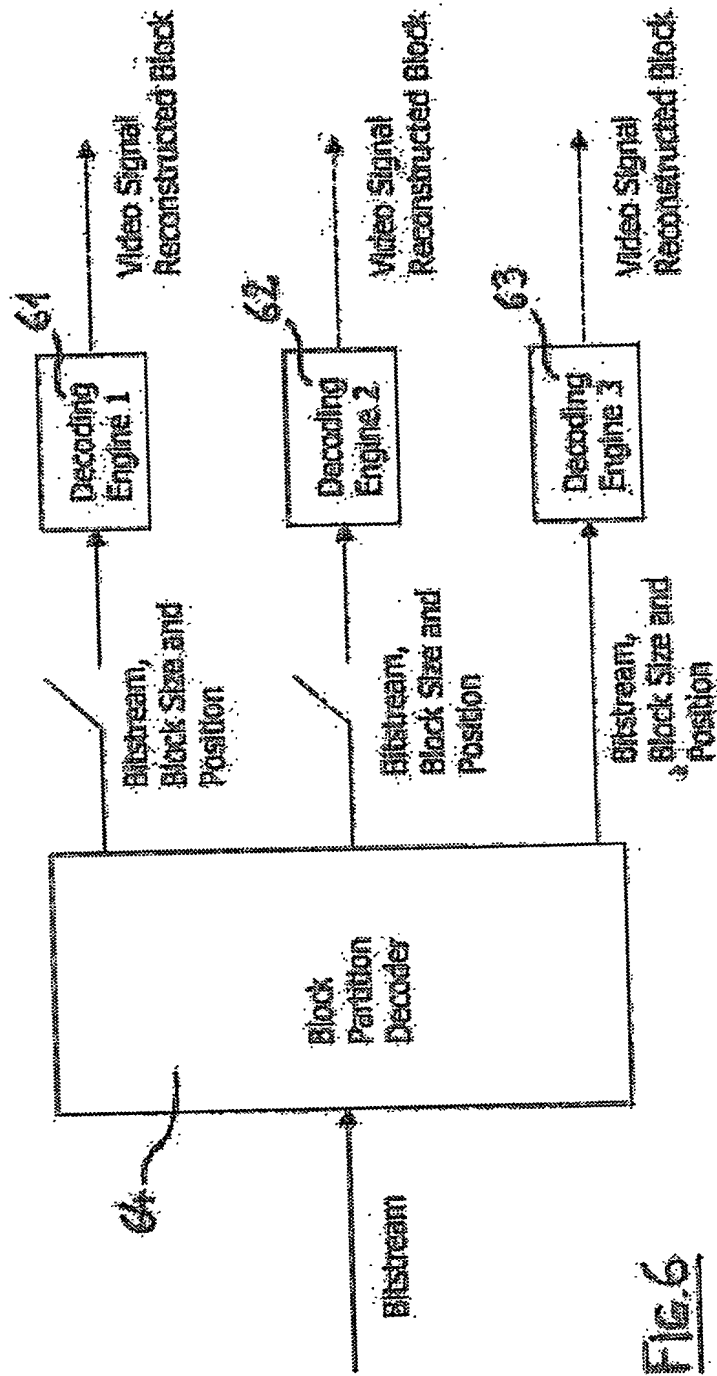 Bitstream
64
Block
Partition
Decoder
Bitstream,
Block Size and
Position
61
Decoding
Engine 1
Video Signal
Reconstructed Block
Bitstream,
Block Size and
Position
62
Decoding
Engine 2
Video Signal
Reconstructed Block
Bitstream,
Block Size and
Position
63
Decoding
Engine 3
Video Signal
Reconstructed Block
FIG.6